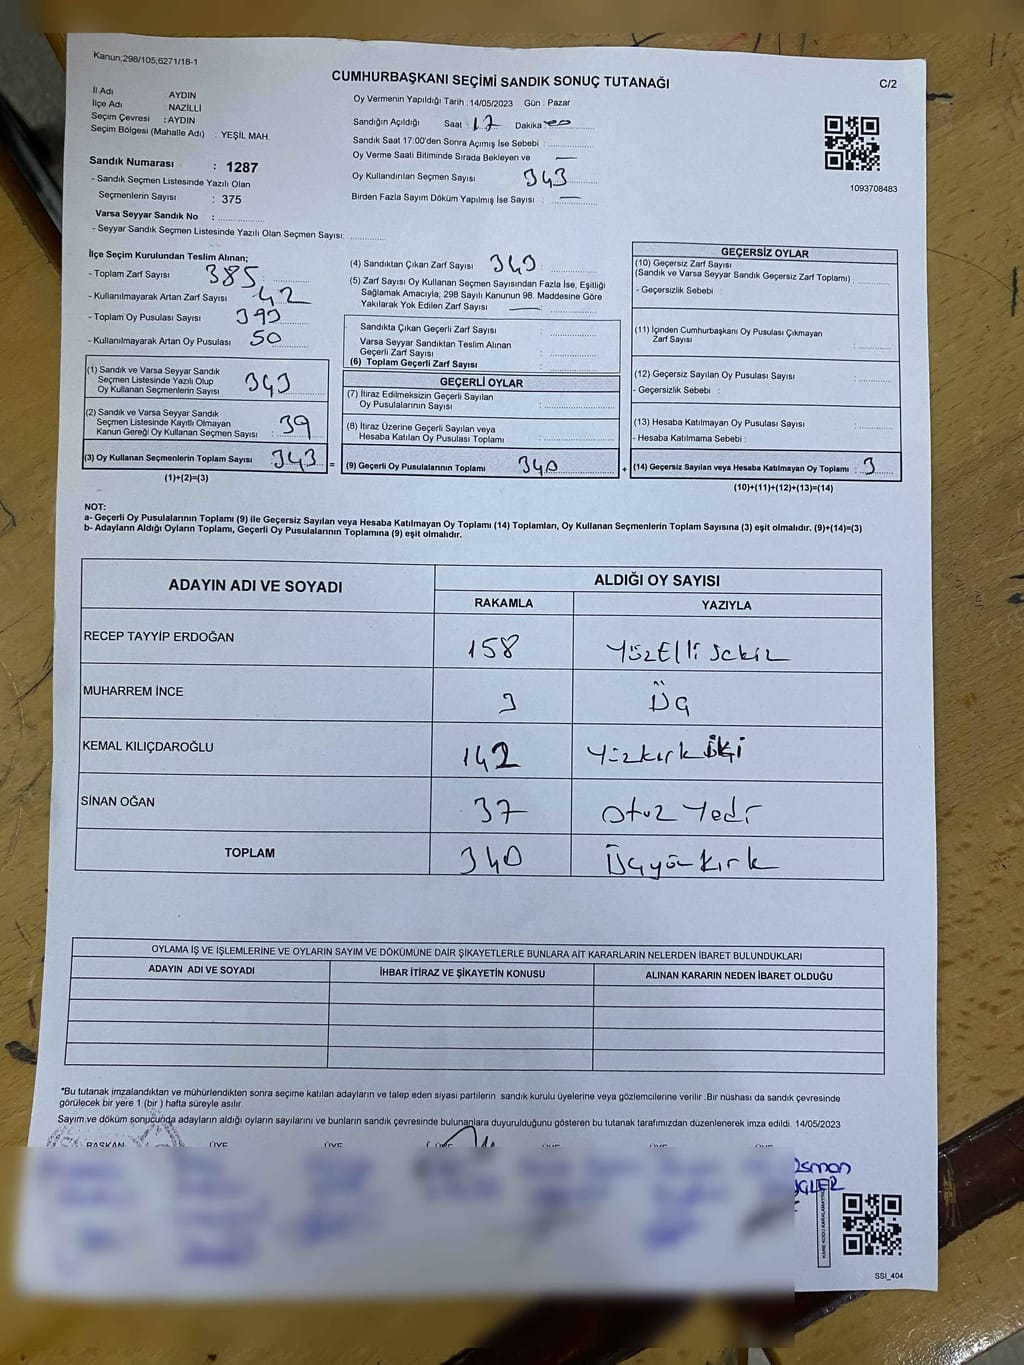 Kanun;298/105,6271/18-1
CUMHURBAŞKANI SEÇİMİ SANDIK SONUÇ TUTANAĞI
C/2
İl Adı AYDIN
İlçe Adı : NAZİLLİ
Seçim Çevresi : AYDIN
Seçim Bölgesi (Mahalle Adı) : YEŞİL MAH.
Sandık Numarası : 1287
- Sandık Seçmen Listesinde Yazılı Olan
Seçmenlerin Sayısı : 375
Varsa Seyyar Sandık No :
- Seyyar Sandık Seçmen Listesinde Yazılı Olan Seçmen Sayısı:
Oy Vermenin Yapıldığı Tarih : 14/05/2023 Gün : Pazar
Sandığın Açıldığı Saat 17 Dakika 00
Sandık Saat 17:00'den Sonra Açımış İse Sebebi :
Oy Verme Saati Bitiminde Sırada Bekleyen ve —
Oy Kullandırılan Seçmen Sayısı 343
Birden Fazla Sayım Döküm Yapılmış İse Sayısı : —
1093708483
İlçe Seçim Kurulundan Teslim Alınan;
- Toplam Zarf Sayısı 385
- Kullanılmayarak Artan Zarf Sayısı 42
- Toplam Oy Pusulası Sayısı 393
- Kullanılmayarak Artan Oy Pusulası 50
(1) Sandık ve Varsa Seyyar Sandık
Seçmen Listesinde Yazılı Olup
Oy Kullanan Seçmenlerin Sayısı 343
(2) Sandık ve Varsa Seyyar Sandık
Seçmen Listesinde Kayıtlı Olmayan
Kanun Gereği Oy Kullanan Seçmen Sayısı : 39
(3) Oy Kullanan Seçmenlerin Toplam Sayısı 343 =
(1)+(2)=(3)
(4) Sandıktan Çıkan Zarf Sayısı 343
(5) Zarf Sayısı Oy Kullanan Seçmen Sayısından Fazla İse, Eşitliği
Sağlamak Amacıyla, 298 Sayılı Kanunun 98. Maddesine Göre
Yakılarak Yok Edilen Zarf Sayısı — :
Sandıkta Çıkan Geçerli Zarf Sayısı :
Varsa Seyyar Sandıktan Teslim Alınan
Geçerli Zarf Sayısı :
(6) Toplam Geçerli Zarf Sayısı :
GEÇERLİ OYLAR
(7) İtiraz Edilmeksizin Geçerli Sayılan
Oy Pusulalarının Sayısı :
(8) İtiraz Üzerine Geçerli Sayılan veya
Hesaba Katılan Oy Pusulası Toplamı :
(9) Geçerli Oy Pusulalarının Toplamı 340 +
GEÇERSİZ OYLAR
(10) Geçersiz Zarf Sayısı
(Sandık ve Varsa Seyyar Sandık Geçersiz Zarf Toplamı) :
- Geçersizlik Sebebi :
(11) İçinden Cumhurbaşkanı Oy Pusulası Çıkmayan
Zarf Sayısı :
(12) Geçersiz Sayılan Oy Pusulası Sayısı :
- Geçersizlik Sebebi :
(13) Hesaba Katılmayan Oy Pusulası Sayısı :
- Hesaba Katılmama Sebebi :
(14) Geçersiz Sayılan veya Hesaba Katılmayan Oy Toplamı : 3
(10)+(11)+(12)+(13)=(14)
NOT:
a- Geçerli Oy Pusulalarının Toplamı (9) ile Geçersiz Sayılan veya Hesaba Katılmayan Oy Toplamı (14) Toplamları, Oy Kullanan Seçmenlerin Toplam Sayısına (3) eşit olmalıdır. (9)+(14)=(3)
b- Adayların Aldığı Oyların Toplamı, Geçerli Oy Pusulalarının Toplamına (9) eşit olmalıdır.
ADAYIN ADI VE SOYADI ALDIĞI OY SAYISI
RAKAMLA YAZIYLA
RECEP TAYYİP ERDOĞAN 158 YüzElli Sekiz
MUHARREM İNCE 3 Üç
KEMAL KILIÇDAROĞLU 142 Yüzkırk İki
SİNAN OĞAN 37 Otuz Yedi
TOPLAM 340 Üçyüzkırk
OYLAMA İŞ VE İŞLEMLERİNE VE OYLARIN SAYIM VE DÖKÜMÜNE DAİR ŞİKAYETLERLE BUNLARA AİT KARARLARIN NELERDEN İBARET BULUNDUKLARI
ADAYIN ADI VE SOYADI İHBAR İTİRAZ VE ŞİKAYETİN KONUSU ALINAN KARARIN NEDEN İBARET OLDUĞU
*Bu tutanak imzalandıktan ve mühürlendikten sonra seçime katılan adayların ve talep eden siyasi partilerin sandık kurulu üyelerine veya gözlemcilerine verilir .Bir nüshası da sandık çevresinde
görülecek bir yere 1 (bir ) hafta süreyle asılır.
Sayım ve döküm sonucunda adayların aldığı oyların sayılarını ve bunların sandık çevresinde bulunanlara duyurulduğunu gösteren bu tutanak tarafımızdan düzenlenerek imza edildi. 14/05/2023
BAŞKAN ÜYE ÜYE ÜYE ÜYE ÜYE
Osman
SSI_404